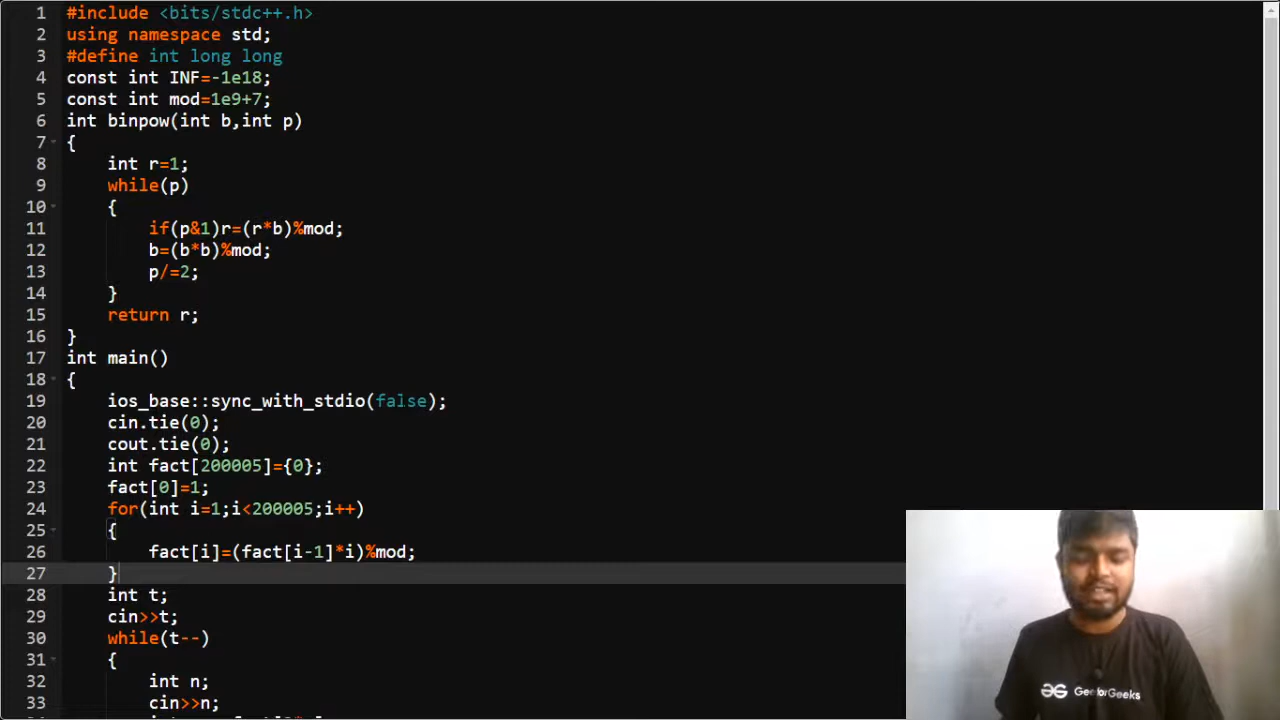 1 #include <bits/stdc++.h>
2 using namespace std;
3 #define int long long
4 const int INF=-1e18;
5 const int mod=1e9+7;
6 int binpow(int b,int p)
7 {
8 int r=1;
9 while(p)
10 {
11 if(p&1)r=(r*b)%mod;
12 b=(b*b)%mod;
13 p/=2;
14 }
15 return r;
16 }
17 int main()
18 {
19 ios_base::sync_with_stdio(false);
20 cin.tie(0);
21 cout.tie(0);
22 int fact[200005]={0};
23 fact[0]=1;
24 for(int i=1;i<200005;i++)
25 {
26 fact[i]=(fact[i-1]*i)%mod;
27 }
28 int t;
29 cin>>t;
30 while(t--)
31 {
32 int n;
33 cin>>n;